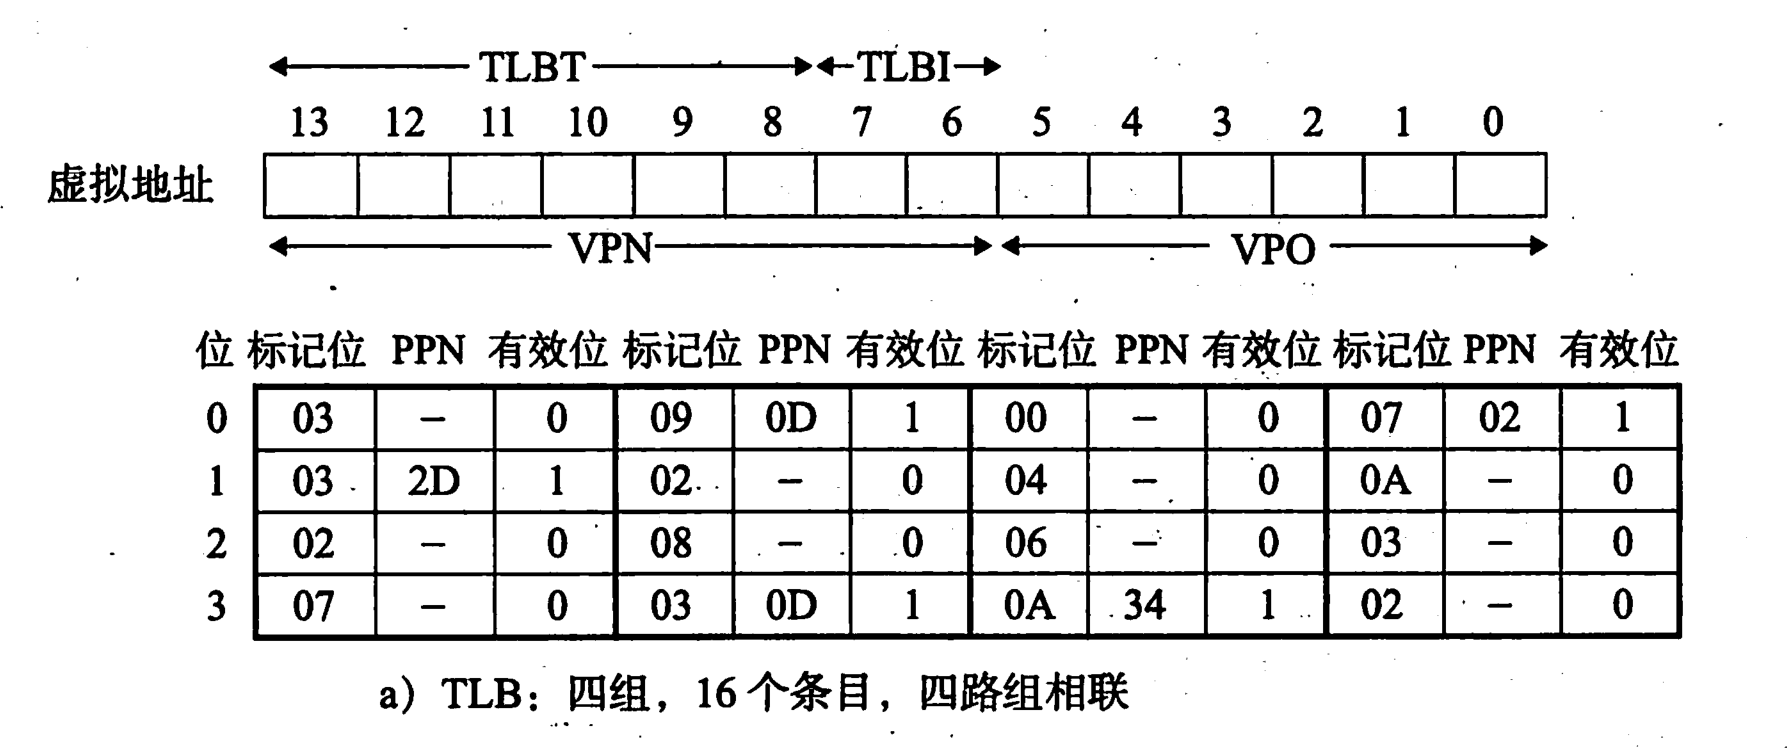 TLBT TLBI
13 12 11 10 9 8 7 6 5 4 3 2 1 0
虚拟地址
VPN VPO
位 标记位 PPN 有效位 标记位 PPN 有效位 标记位 PPN 有效位 标记位 PPN 有效位
0 03 – 0 09 0D 1 00 – 0 07 02 1
1 03 2D 1 02 – 0 04 – 0 0A – 0
2 02 – 0 08 – 0 06 – 0 03 – 0
3 07 – 0 03 0D 1 0A 34 1 02 – 0
a) TLB：四组，16个条目，四路组相联